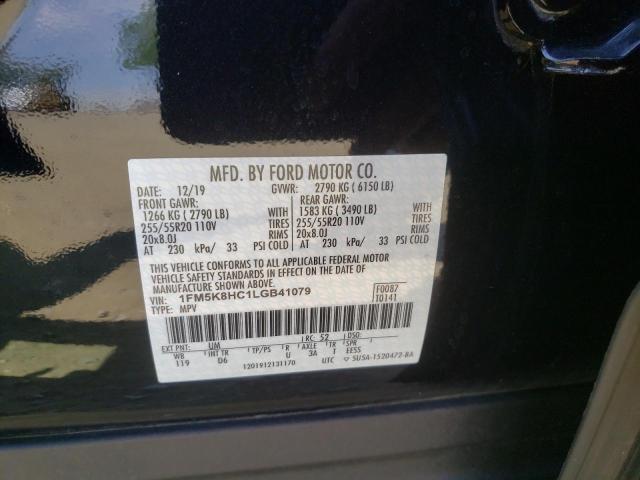 MFD. BY FORD MOTOR CO.
DATE: 12/19 GVWR: 2790 KG ( 6150 LB)
FRONT GAWR: REAR GAWR:
1266 KG ( 2790 LB) WITH 1583 KG ( 3490 LB) WITH
255/55R20 110V TIRES 255/55R20 110V TIRES
20x8.0J RIMS 20x8.0J RIMS
AT 230 kPa/ 33 PSI COLD AT 230 kPa/ 33 PSI COLD
THIS VEHICLE CONFORMS TO ALL APPLICABLE FEDERAL MOTOR
VEHICLE SAFETY STANDARDS IN EFFECT ON THE DATE OF
MANUFACTURE SHOWN ABOVE.
VIN: 1FM5K8HC1LGB41079 F0087
TYPE: MPV T0141
EXT PNT: UM RC: 52 DSO:
WB INT TR TP/PS R AXLE TR SPR
119 D6 U 3A T EESS
1201912131170 UTC SUSA-1520472-BA